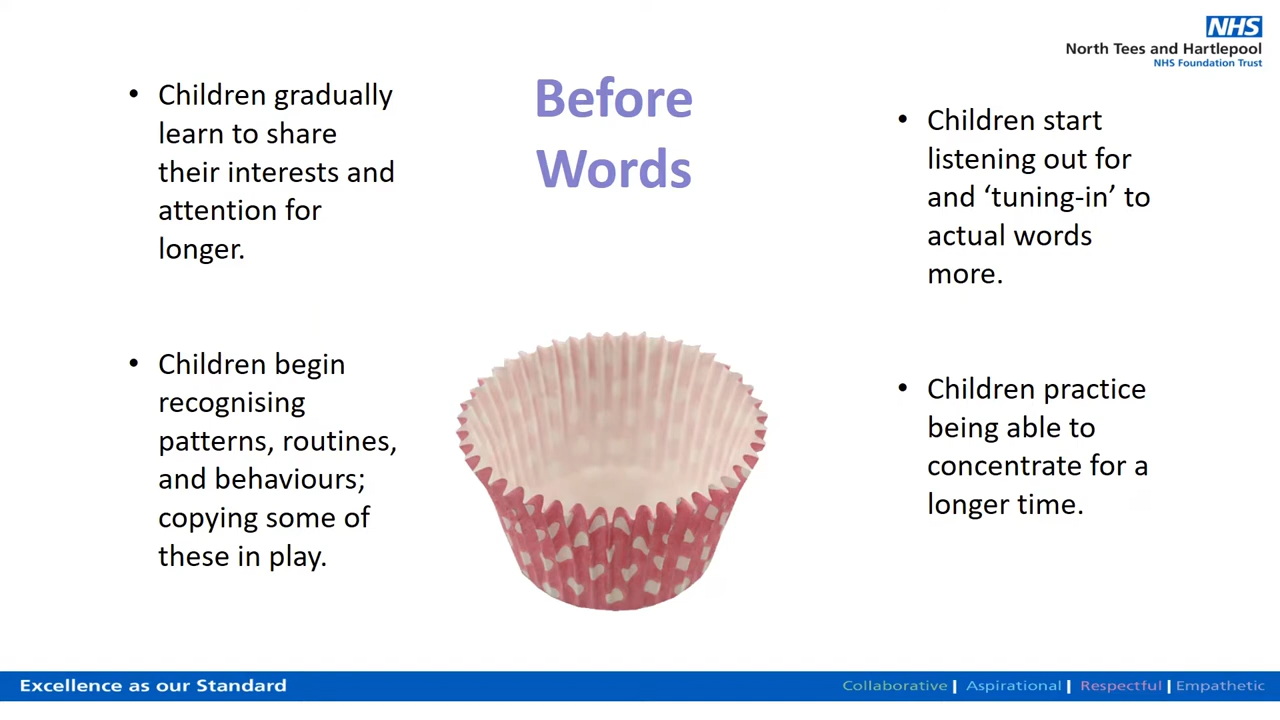 NHS
North Tees and Hartlepool
NHS Foundation Trust
Before
Words
• Children gradually
learn to share
their interests and
attention for
longer.
• Children begin
recognising
patterns, routines,
and behaviours;
copying some of
these in play.
• Children start
listening out for
and ‘tuning-in’ to
actual words
more.
• Children practice
being able to
concentrate for a
longer time.
Excellence as our Standard
Collaborative | Aspirational | Respectful | Empathetic